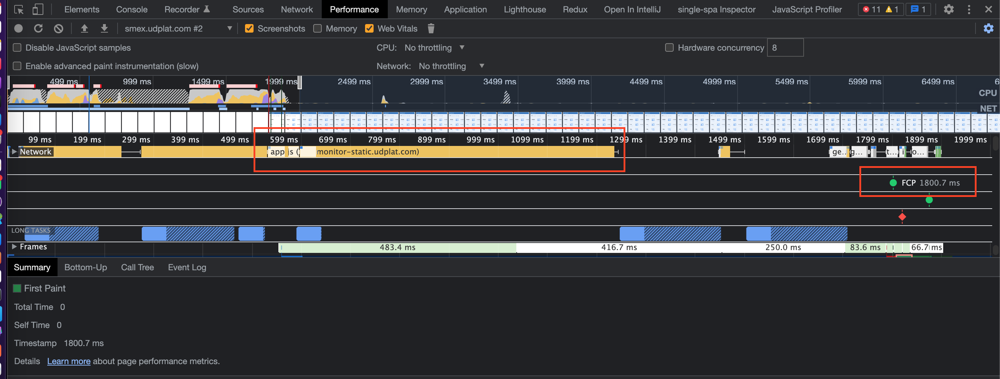 Elements Console Recorder Sources Network Performance Memory Application Lighthouse Redux Open In IntelliJ single-spa Inspector JavaScript Profiler 11 1 1
smex.udplat.com #2 Screenshots Memory Web Vitals
Disable JavaScript samples CPU: No throttling Hardware concurrency 8
Enable advanced paint instrumentation (slow) Network: No throttling
499 ms 999 ms 1499 ms 1999 ms 2499 ms 2999 ms 3499 ms 3999 ms 4499 ms 4999 ms 5499 ms 5999 ms 6499 ms 6
CPU
NET
99 ms 199 ms 299 ms 399 ms 499 ms 599 ms 699 ms 799 ms 899 ms 999 ms 1099 ms 1199 ms 1299 ms 1399 ms 1499 ms 1599 ms 1699 ms 1799 ms 1899 ms 1999 ms
Network app js ( monitor-static.udplat.com) ge... g... t... i o...
FCP 1800.7 ms
LONG TASKS
Frames 483.4 ms 416.7 ms 250.0 ms 83.6 ms 66.7 ms
Summary Bottom-Up Call Tree Event Log
First Paint
Total Time 0
Self Time 0
Timestamp 1800.7 ms
Details Learn more about page performance metrics.